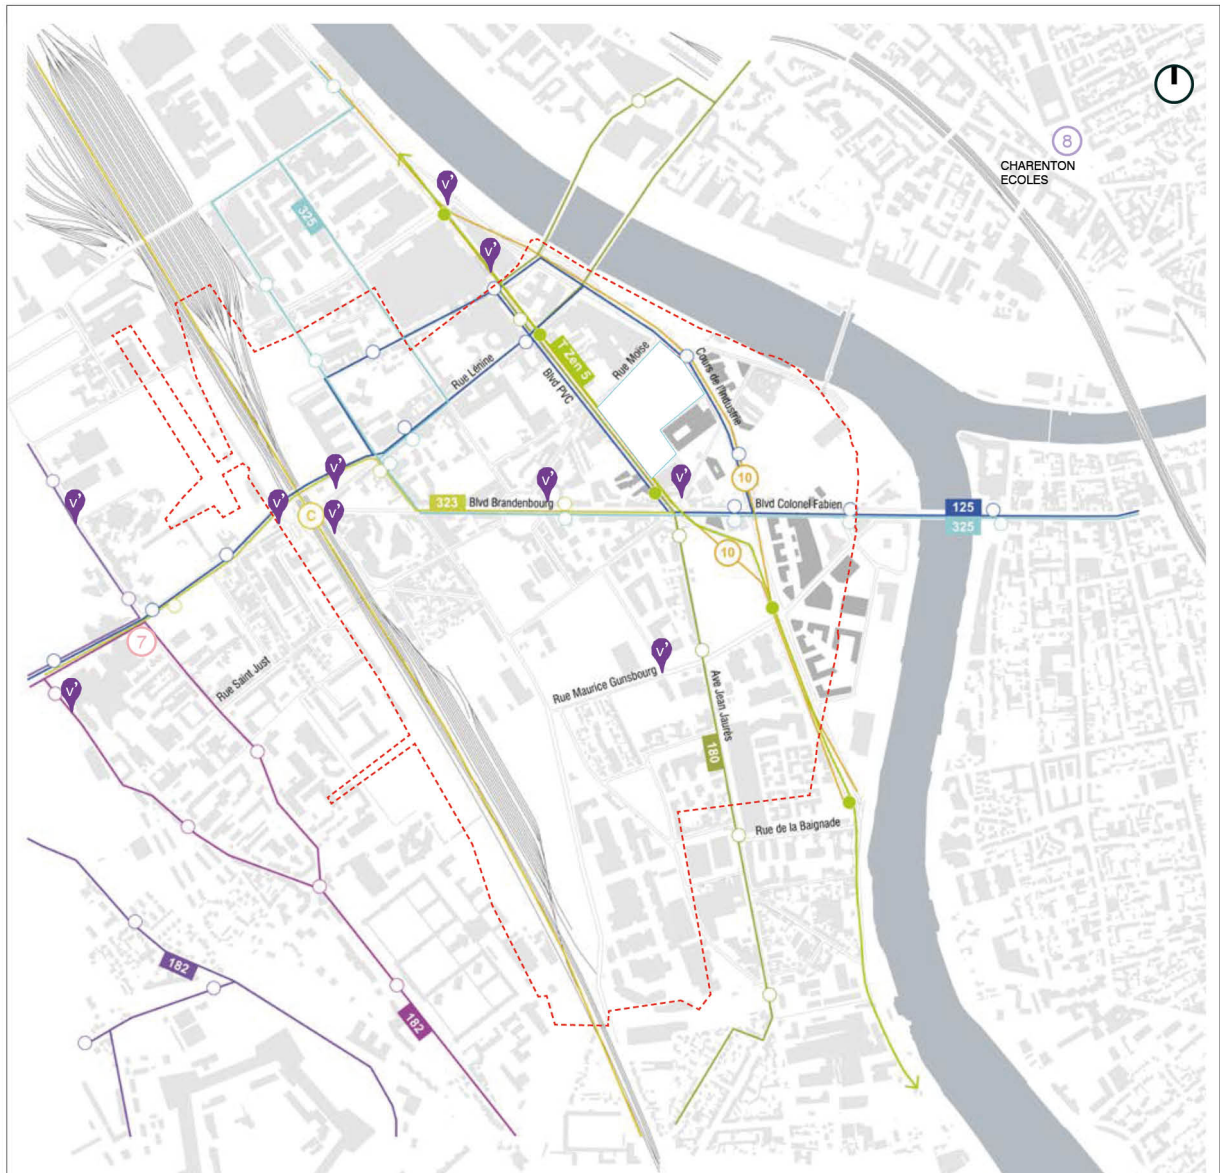 8
CHARENTON
ECOLES
V'
325
V'
T Zen 5
Rue Moïse
Cours de l'Industrie
Rue Lénine
Blvd PVC
V'
V'
V'
V'
V'
V'
C
323
Blvd Brandenbourg
10
Blvd Colonel Fabien
125
325
10
7
V'
V'
Rue Saint Just
Rue Maurice Gunsbourg
Ave Jean Jaurès
180
Rue de la Baignade
182
182